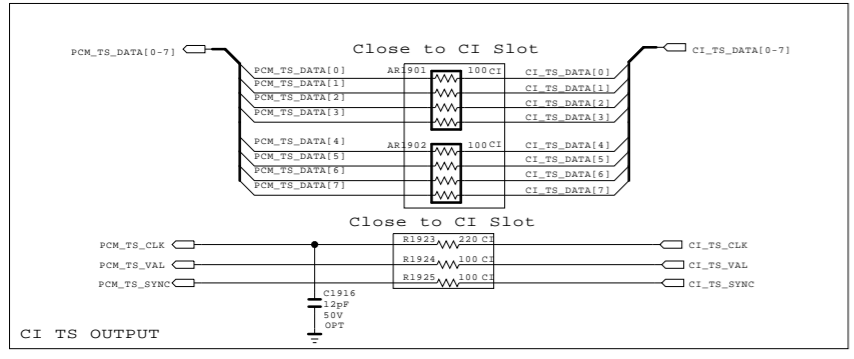 Close to CI Slot
PCM_TS_DATA[0-7]
CI_TS_DATA[0-7]
PCM_TS_DATA[0] AR1901 100 CI CI_TS_DATA[0]
PCM_TS_DATA[1] CI_TS_DATA[1]
PCM_TS_DATA[2] CI_TS_DATA[2]
PCM_TS_DATA[3] CI_TS_DATA[3]
PCM_TS_DATA[4] AR1902 100 CI CI_TS_DATA[4]
PCM_TS_DATA[5] CI_TS_DATA[5]
PCM_TS_DATA[6] CI_TS_DATA[6]
PCM_TS_DATA[7] CI_TS_DATA[7]
Close to CI Slot
PCM_TS_CLK R1923 220 CI CI_TS_CLK
PCM_TS_VAL R1924 100 CI CI_TS_VAL
PCM_TS_SYNC R1925 100 CI CI_TS_SYNC
C1916
12pF
50V
OPT
CI TS OUTPUT